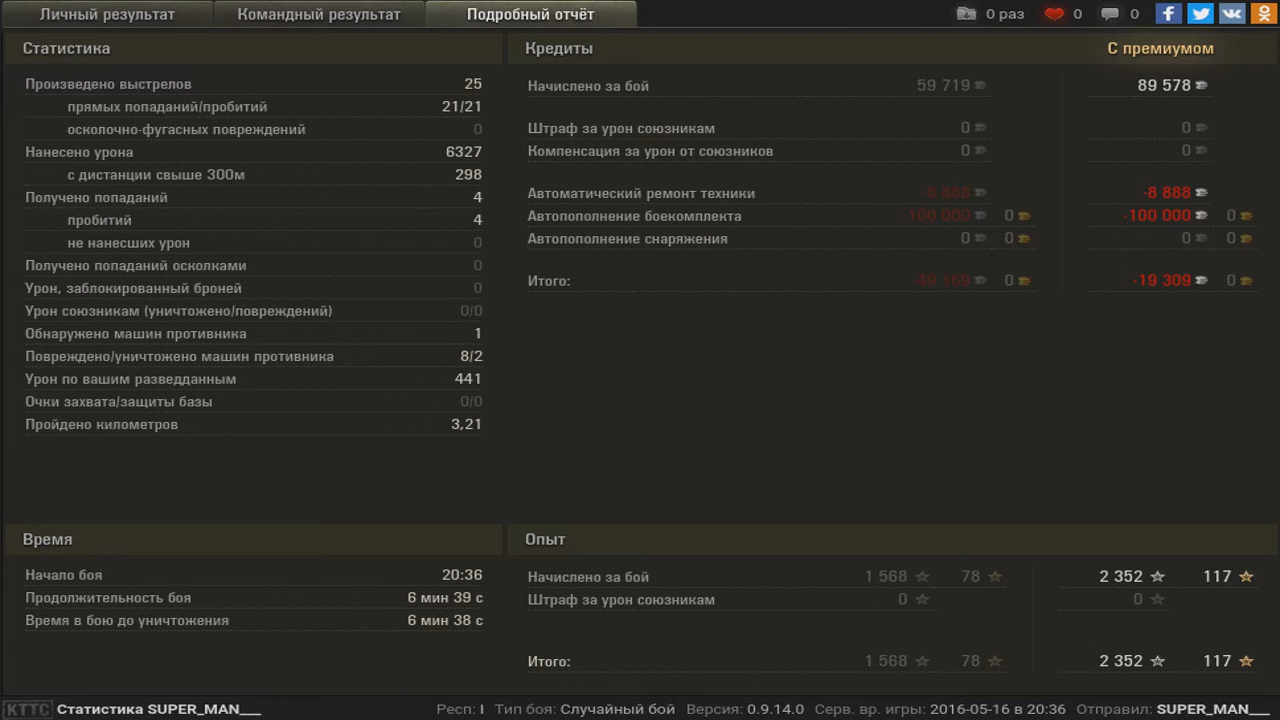 Личный результат Командный результат Подробный отчёт 0 раз 0 0
Статистика
Произведено выстрелов 25
прямых попаданий/пробитий 21/21
осколочно-фугасных повреждений 0
Нанесено урона 6327
с дистанции свыше 300м 298
Получено попаданий 4
пробитий 4
не нанесших урон 0
Получено попаданий осколками 0
Урон, заблокированный броней 0
Урон союзникам (уничтожено/повреждений) 0/0
Обнаружено машин противника 1
Повреждено/уничтожено машин противника 8/2
Урон по вашим разведданным 441
Очки захвата/защиты базы 0/0
Пройдено километров 3,21
Кредиты С премиумом
Начислено за бой 59 719 89 578
Штраф за урон союзникам 0 0
Компенсация за урон от союзников 0 0
Автоматический ремонт техники -8 888 -8 888
Автопополнение боекомплекта -100 000 0 -100 000 0
Автопополнение снаряжения 0 0 0 0
Итого: -49 169 0 -19 309 0
Время
Начало боя 20:36
Продолжительность боя 6 мин 39 с
Время в бою до уничтожения 6 мин 38 с
Опыт
Начислено за бой 1 568 78 2 352 117
Штраф за урон союзникам 0 0
Итого: 1 568 78 2 352 117
КТТС Статистика SUPER_MAN___ Респ: I Тип боя: Случайный бой Версия: 0.9.14.0 Серв. вр. игры: 2016-05-16 в 20:36 Отправил: SUPER_MAN___